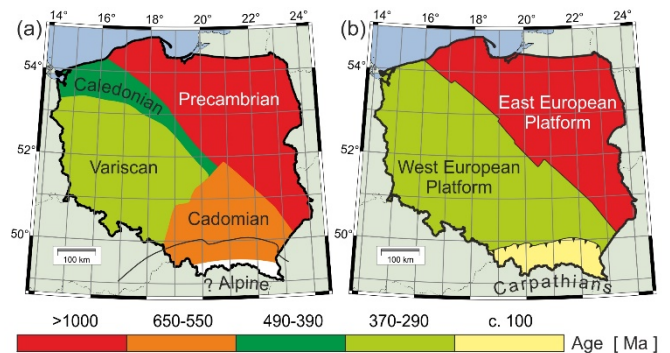 (a)
14° 16° 18° 20° 22° 24°
54°
52°
50°
Caledonian
Precambrian
Variscan
Cadomian
? Alpine
100 km
(b)
14° 16° 18° 20° 22° 24°
54°
52°
50°
East European
Platform
West European
Platform
Carpathians
100 km
>1000 650-550 490-390 370-290 c. 100
Age [ Ma ]